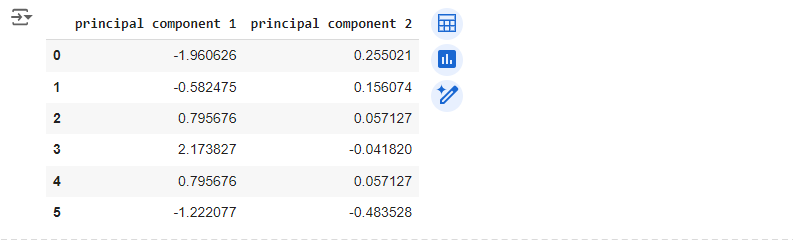 principal component 1 principal component 2
0 -1.960626 0.255021
1 -0.582475 0.156074
2 0.795676 0.057127
3 2.173827 -0.041820
4 0.795676 0.057127
5 -1.222077 -0.483528